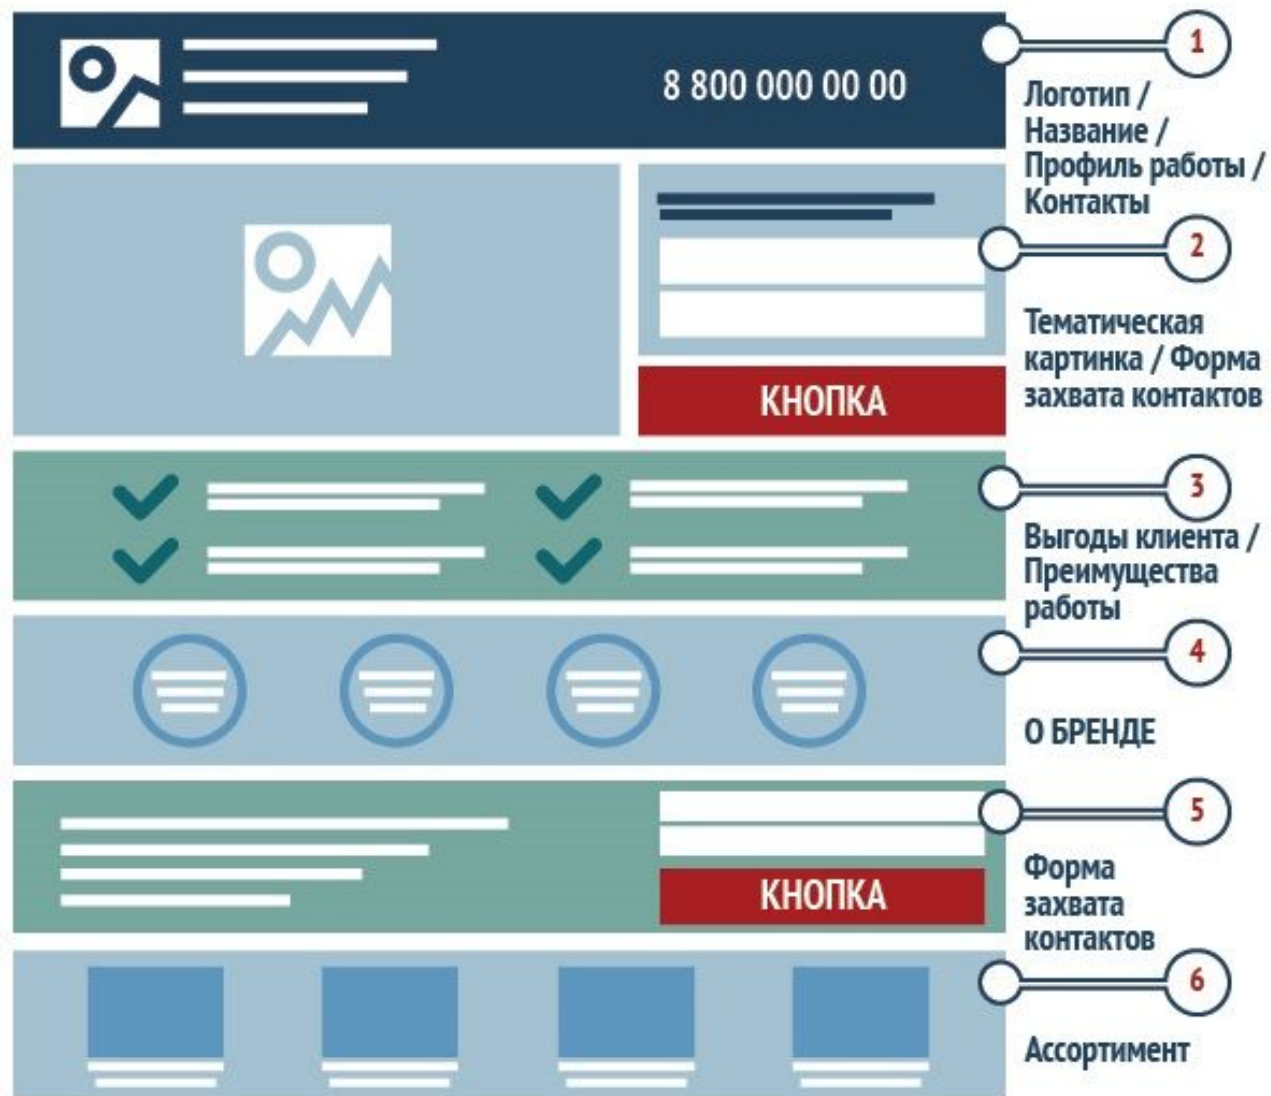 8 800 000 00 00
1
Логотип /
Название /
Профиль работы /
Контакты
2
Тематическая
картинка / Форма
захвата контактов
КНОПКА
3
Выгоды клиента /
Преимущества
работы
4
О БРЕНДЕ
5
Форма
захвата
контактов
КНОПКА
6
Ассортимент